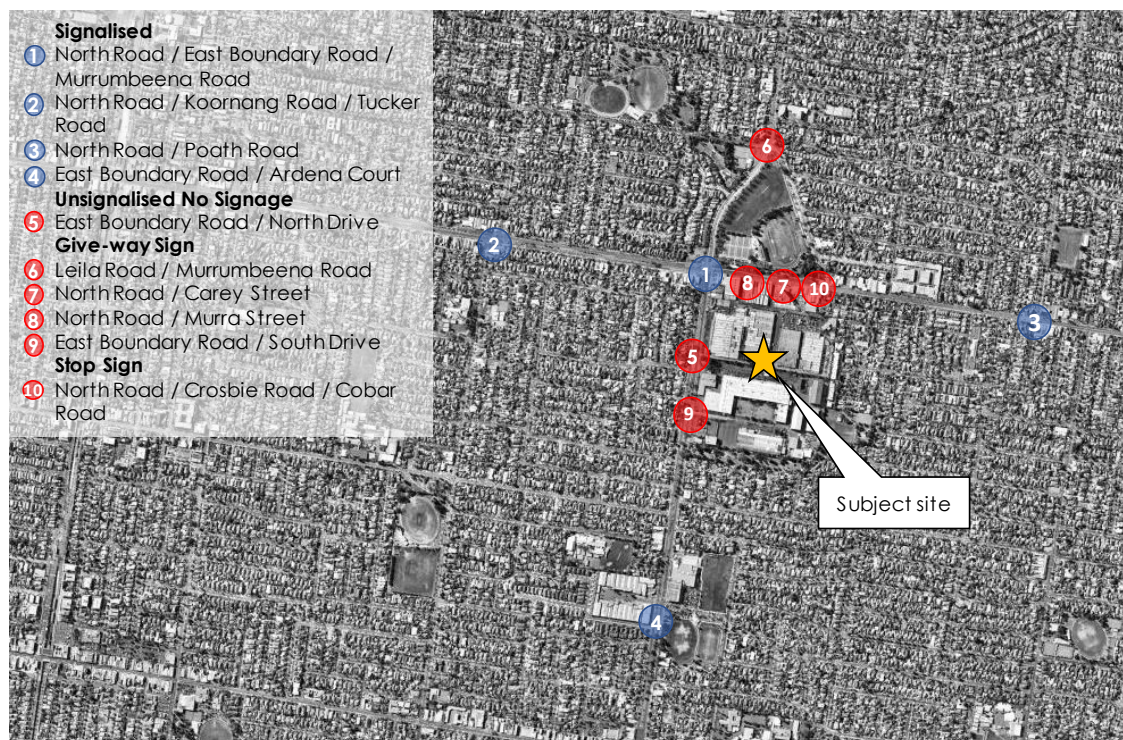 Signalised
1 North Road / East Boundary Road /
Murrumbeena Road
2 North Road / Koornang Road / Tucker
Road
3 North Road / Poath Road
4 East Boundary Road / Ardena Court
Unsignalised No Signage
5 East Boundary Road / North Drive
Give-way Sign
6 Leila Road / Murrumbeena Road
7 North Road / Carey Street
8 North Road / Murra Street
9 East Boundary Road / South Drive
Stop Sign
10 North Road / Crosbie Road / Cobar
Road
6
2
1
8
7
10
3
5
9
Subject site
4